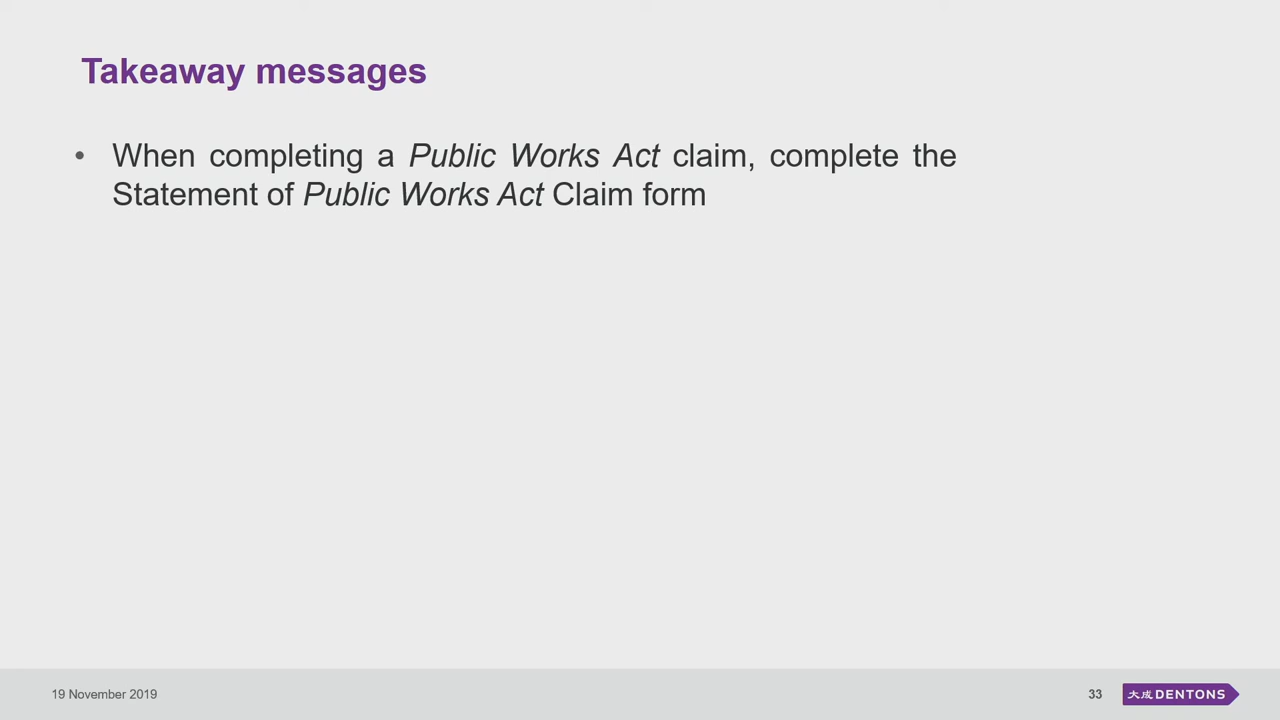 Takeaway messages
• When completing a Public Works Act claim, complete the
Statement of Public Works Act Claim form
19 November 2019
33
大成 DENTONS